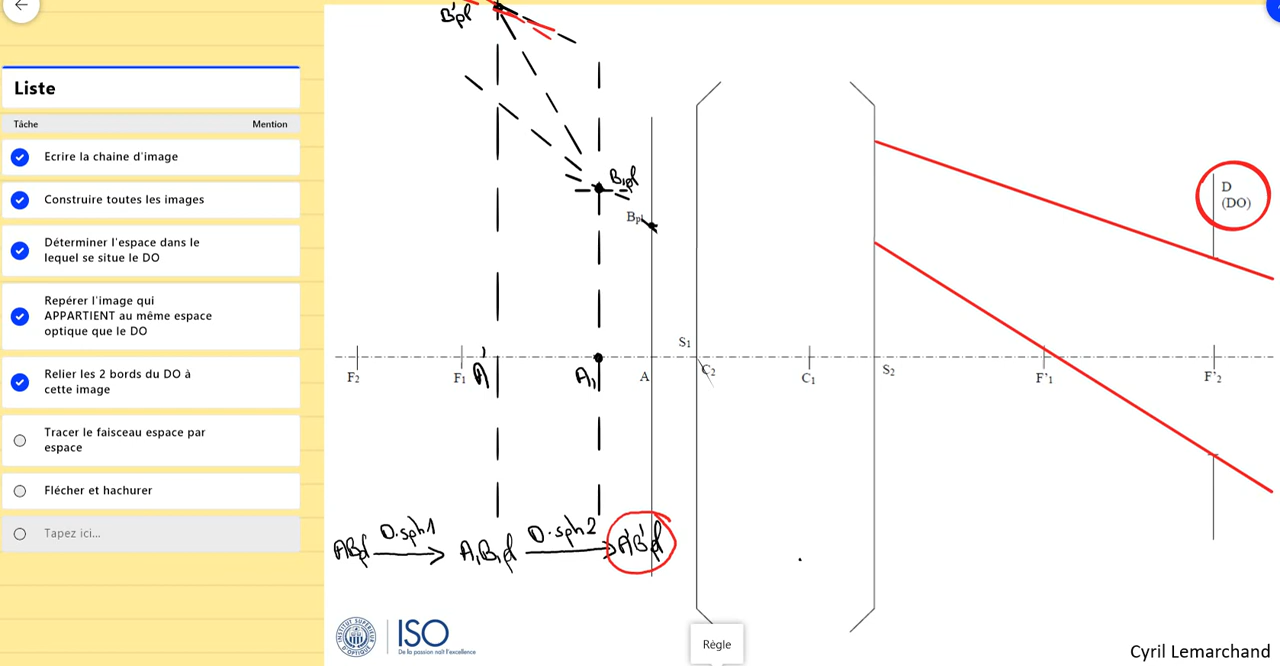 Liste
Tâche Mention
Ecrire la chaine d'image
Construire toutes les images
Déterminer l'espace dans le
lequel se situe le DO
Repérer l'image qui
APPARTIENT au même espace
optique que le DO
Relier les 2 bords du DO à
cette image
Tracer le faisceau espace par
espace
Flécher et hachurer
Tapez ici...
B'pl
B1pl
Bpl
D
(DO)
S1
F2 F1 A' A1 A C2 C1 S2 F'1 F'2
ABpl D.sph1 A1B1pl D.sph2 A'B'pl
INSTITUT SUPÉRIEUR D'OPTIQUE
ISO
De la passion naît l'excellence
Règle
Cyril Lemarchand